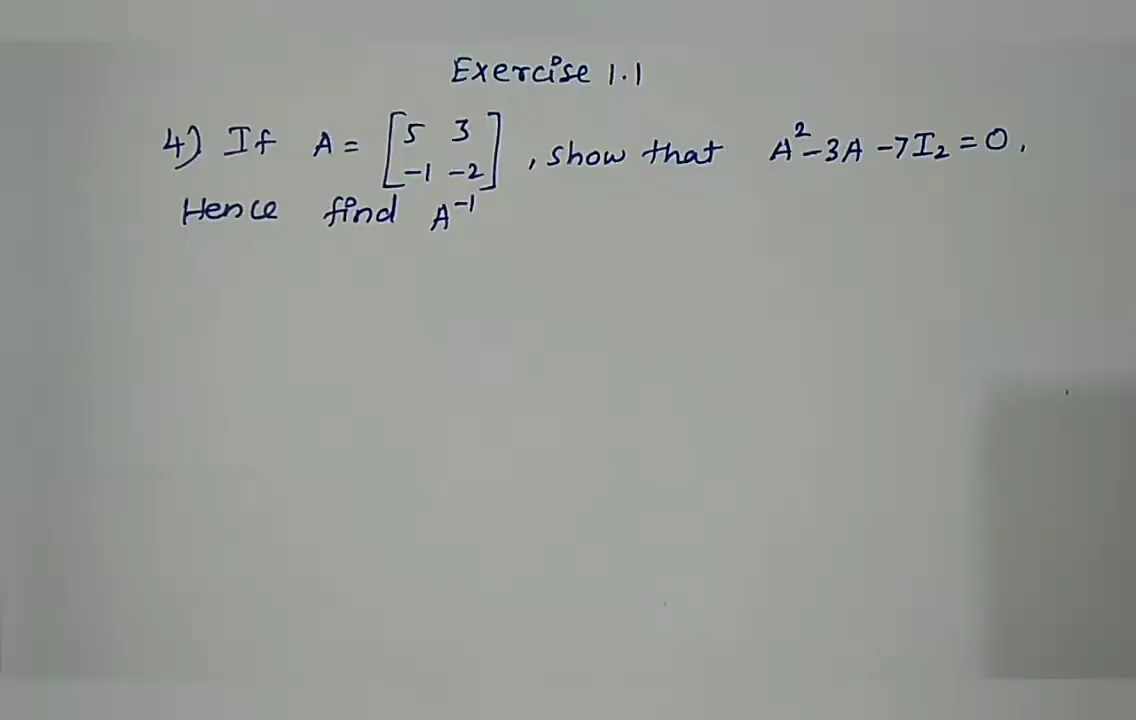 Exercise 1.1
4) If A = [5 3
-1 -2], show that A²-3A-7I₂=0.
Hence find A⁻¹